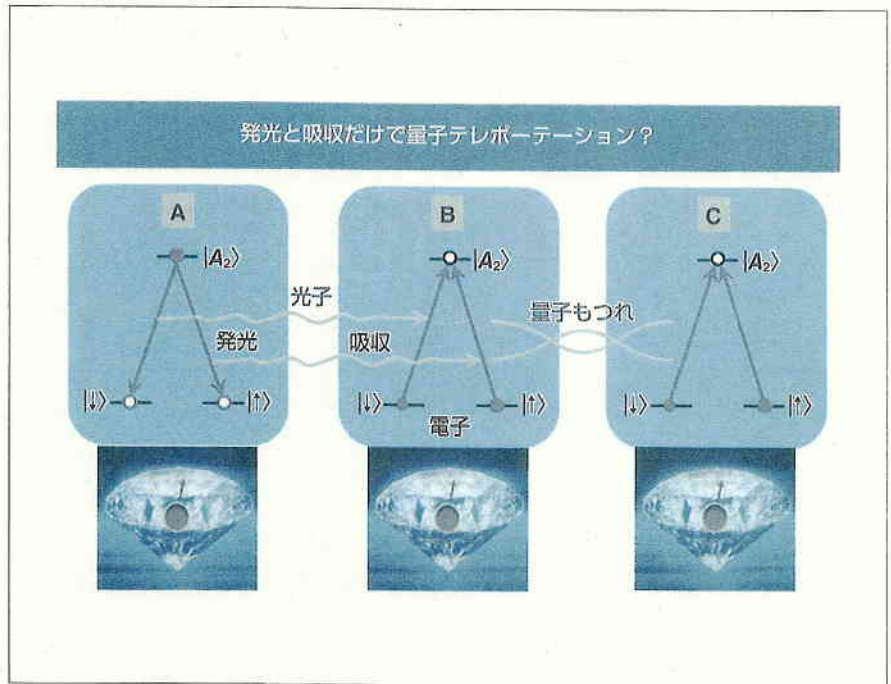 発光と吸収だけで量子テレポーテーション?
A
B
C
|A₂⟩
|A₂⟩
|A₂⟩
光子
量子もつれ
発光
吸収
|↓⟩
|↑⟩
|↓⟩
電子
|↑⟩
|↓⟩
|↑⟩